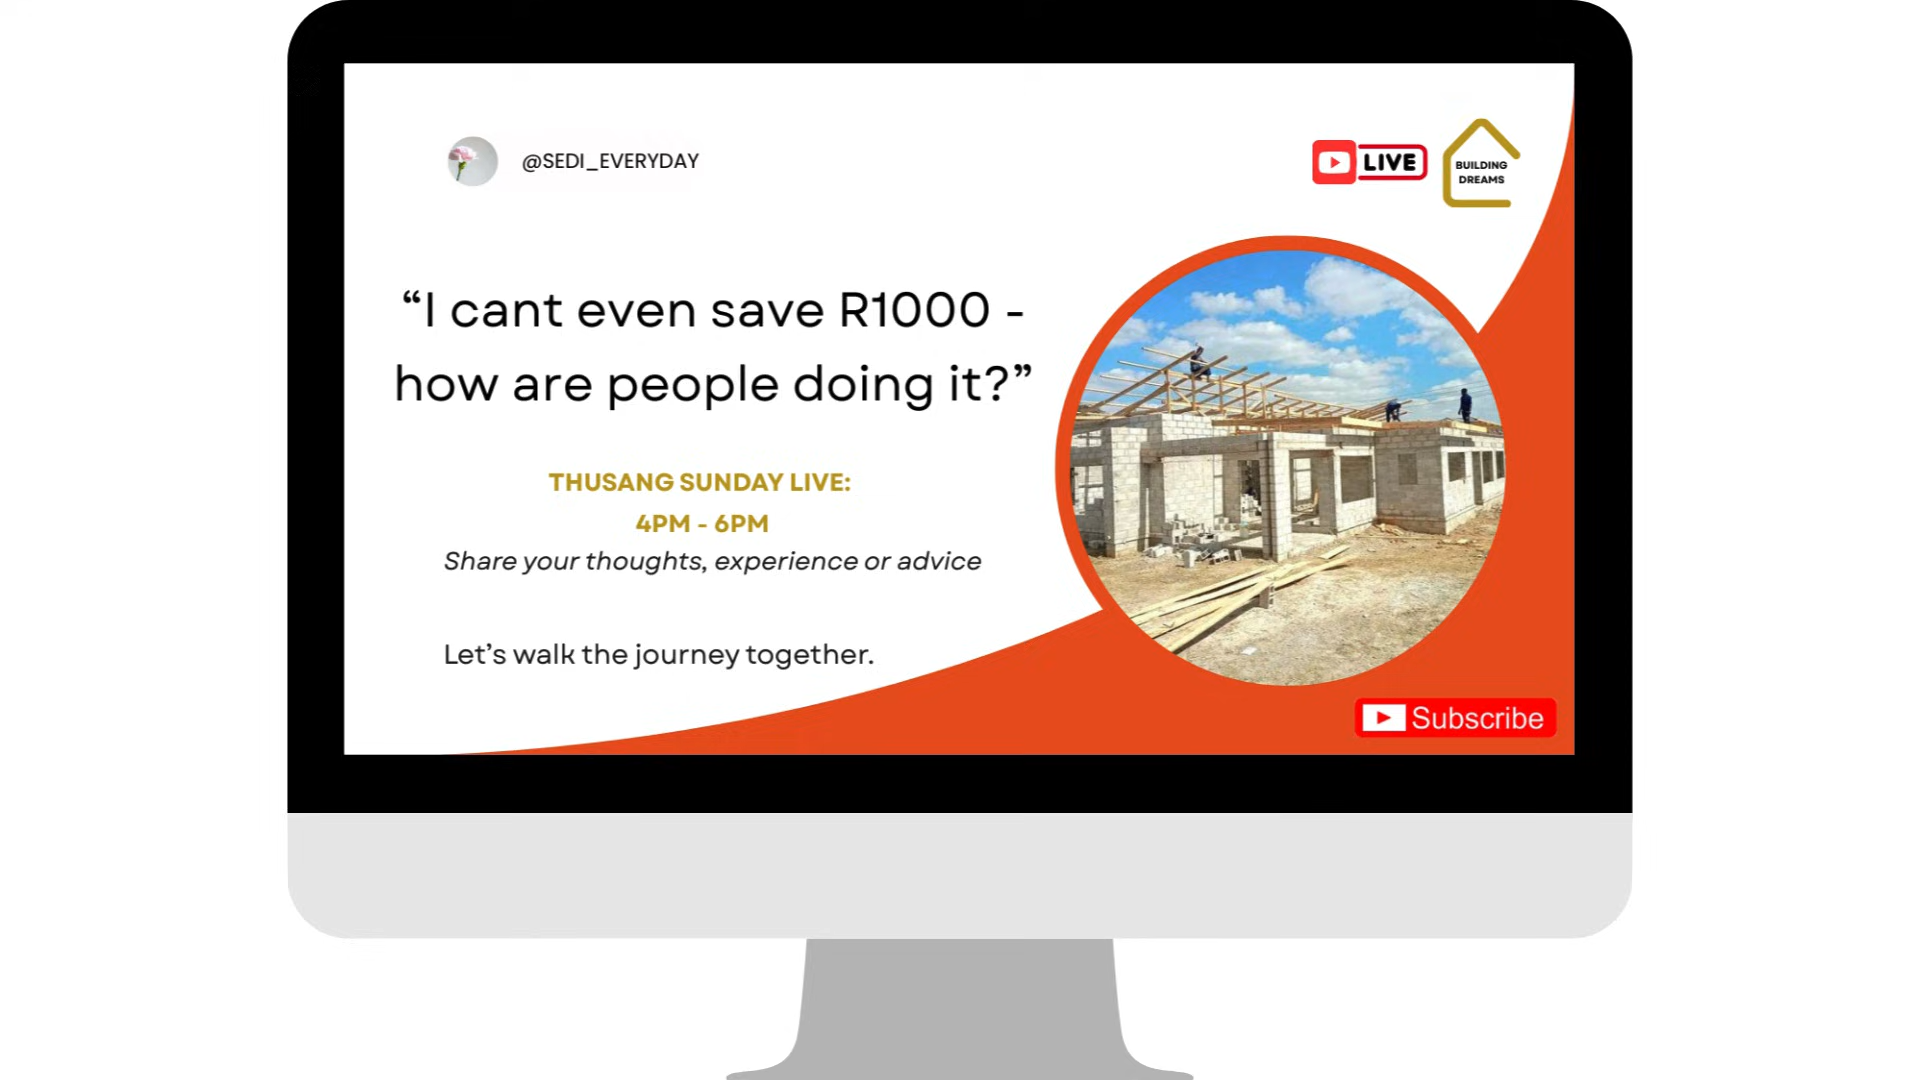 @SEDI_EVERYDAY
LIVE
BUILDING
DREAMS
“I cant even save R1000 -
how are people doing it?”
THUSANG SUNDAY LIVE:
4PM - 6PM
Share your thoughts, experience or advice
Let’s walk the journey together.
Subscribe